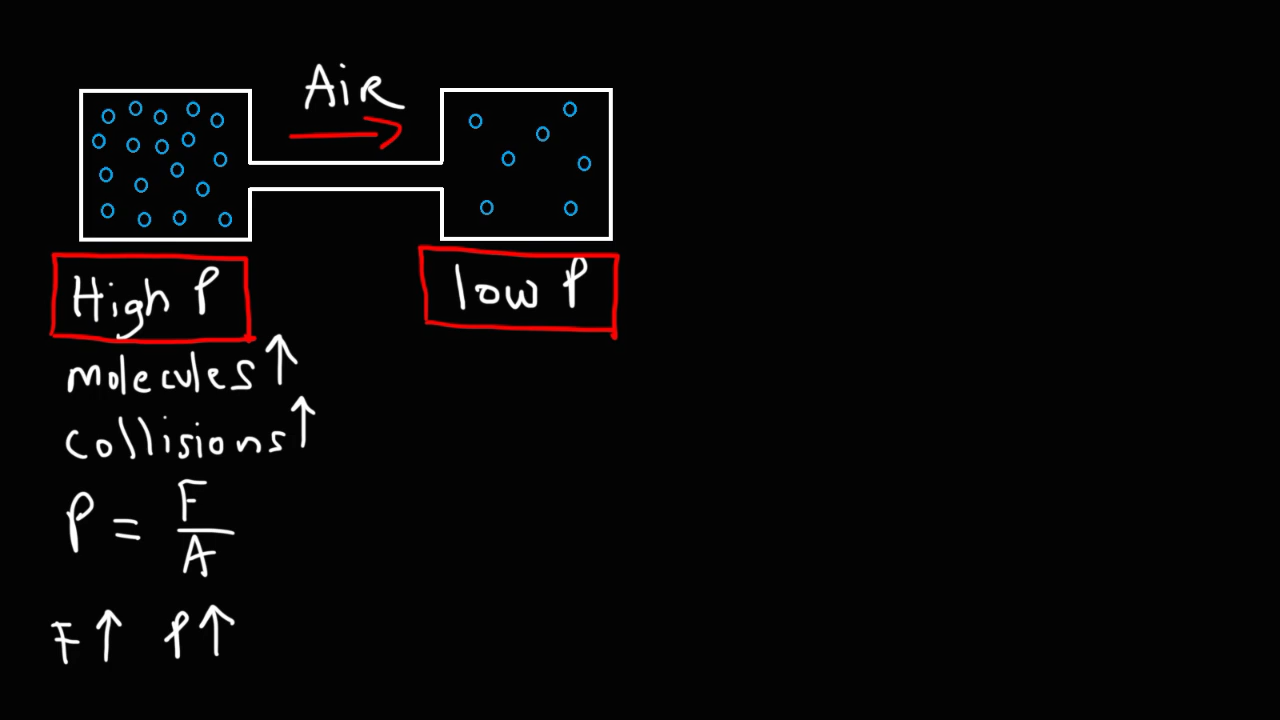 AiR
High P
low P
molecules ↑
collisions ↑
P = F/A
F ↑ P ↑